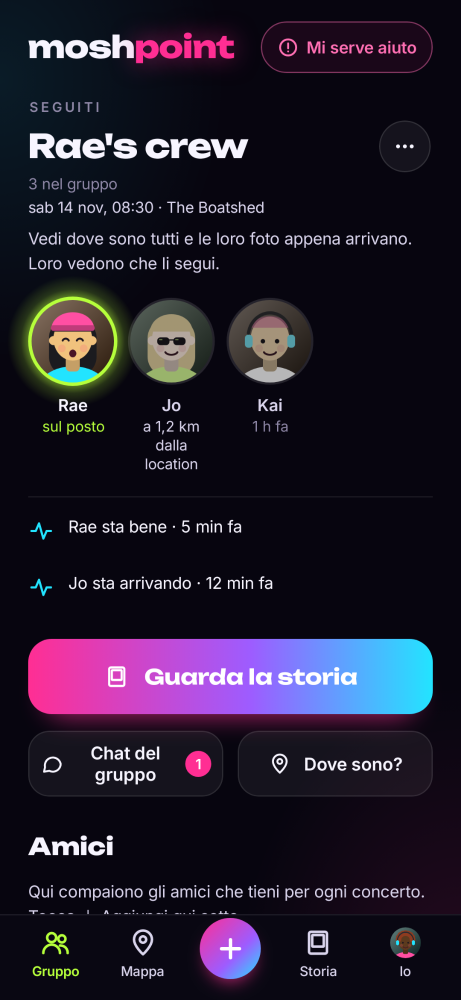 moshpoint
Mi serve aiuto
SEGUITI
Rae's crew
3 nel gruppo
sab 14 nov, 08:30 · The Boatshed
Vedi dove sono tutti e le loro foto appena arrivano.
Loro vedono che li segui.
Rae
sul posto
Jo
a 1,2 km
dalla
location
Kai
1 h fa
Rae sta bene · 5 min fa
Jo sta arrivando · 12 min fa
Guarda la storia
Chat del
gruppo
1
Dove sono?
Amici
Qui compaiono gli amici che tieni per ogni concerto.
Gruppo
Mappa
Storia
Io